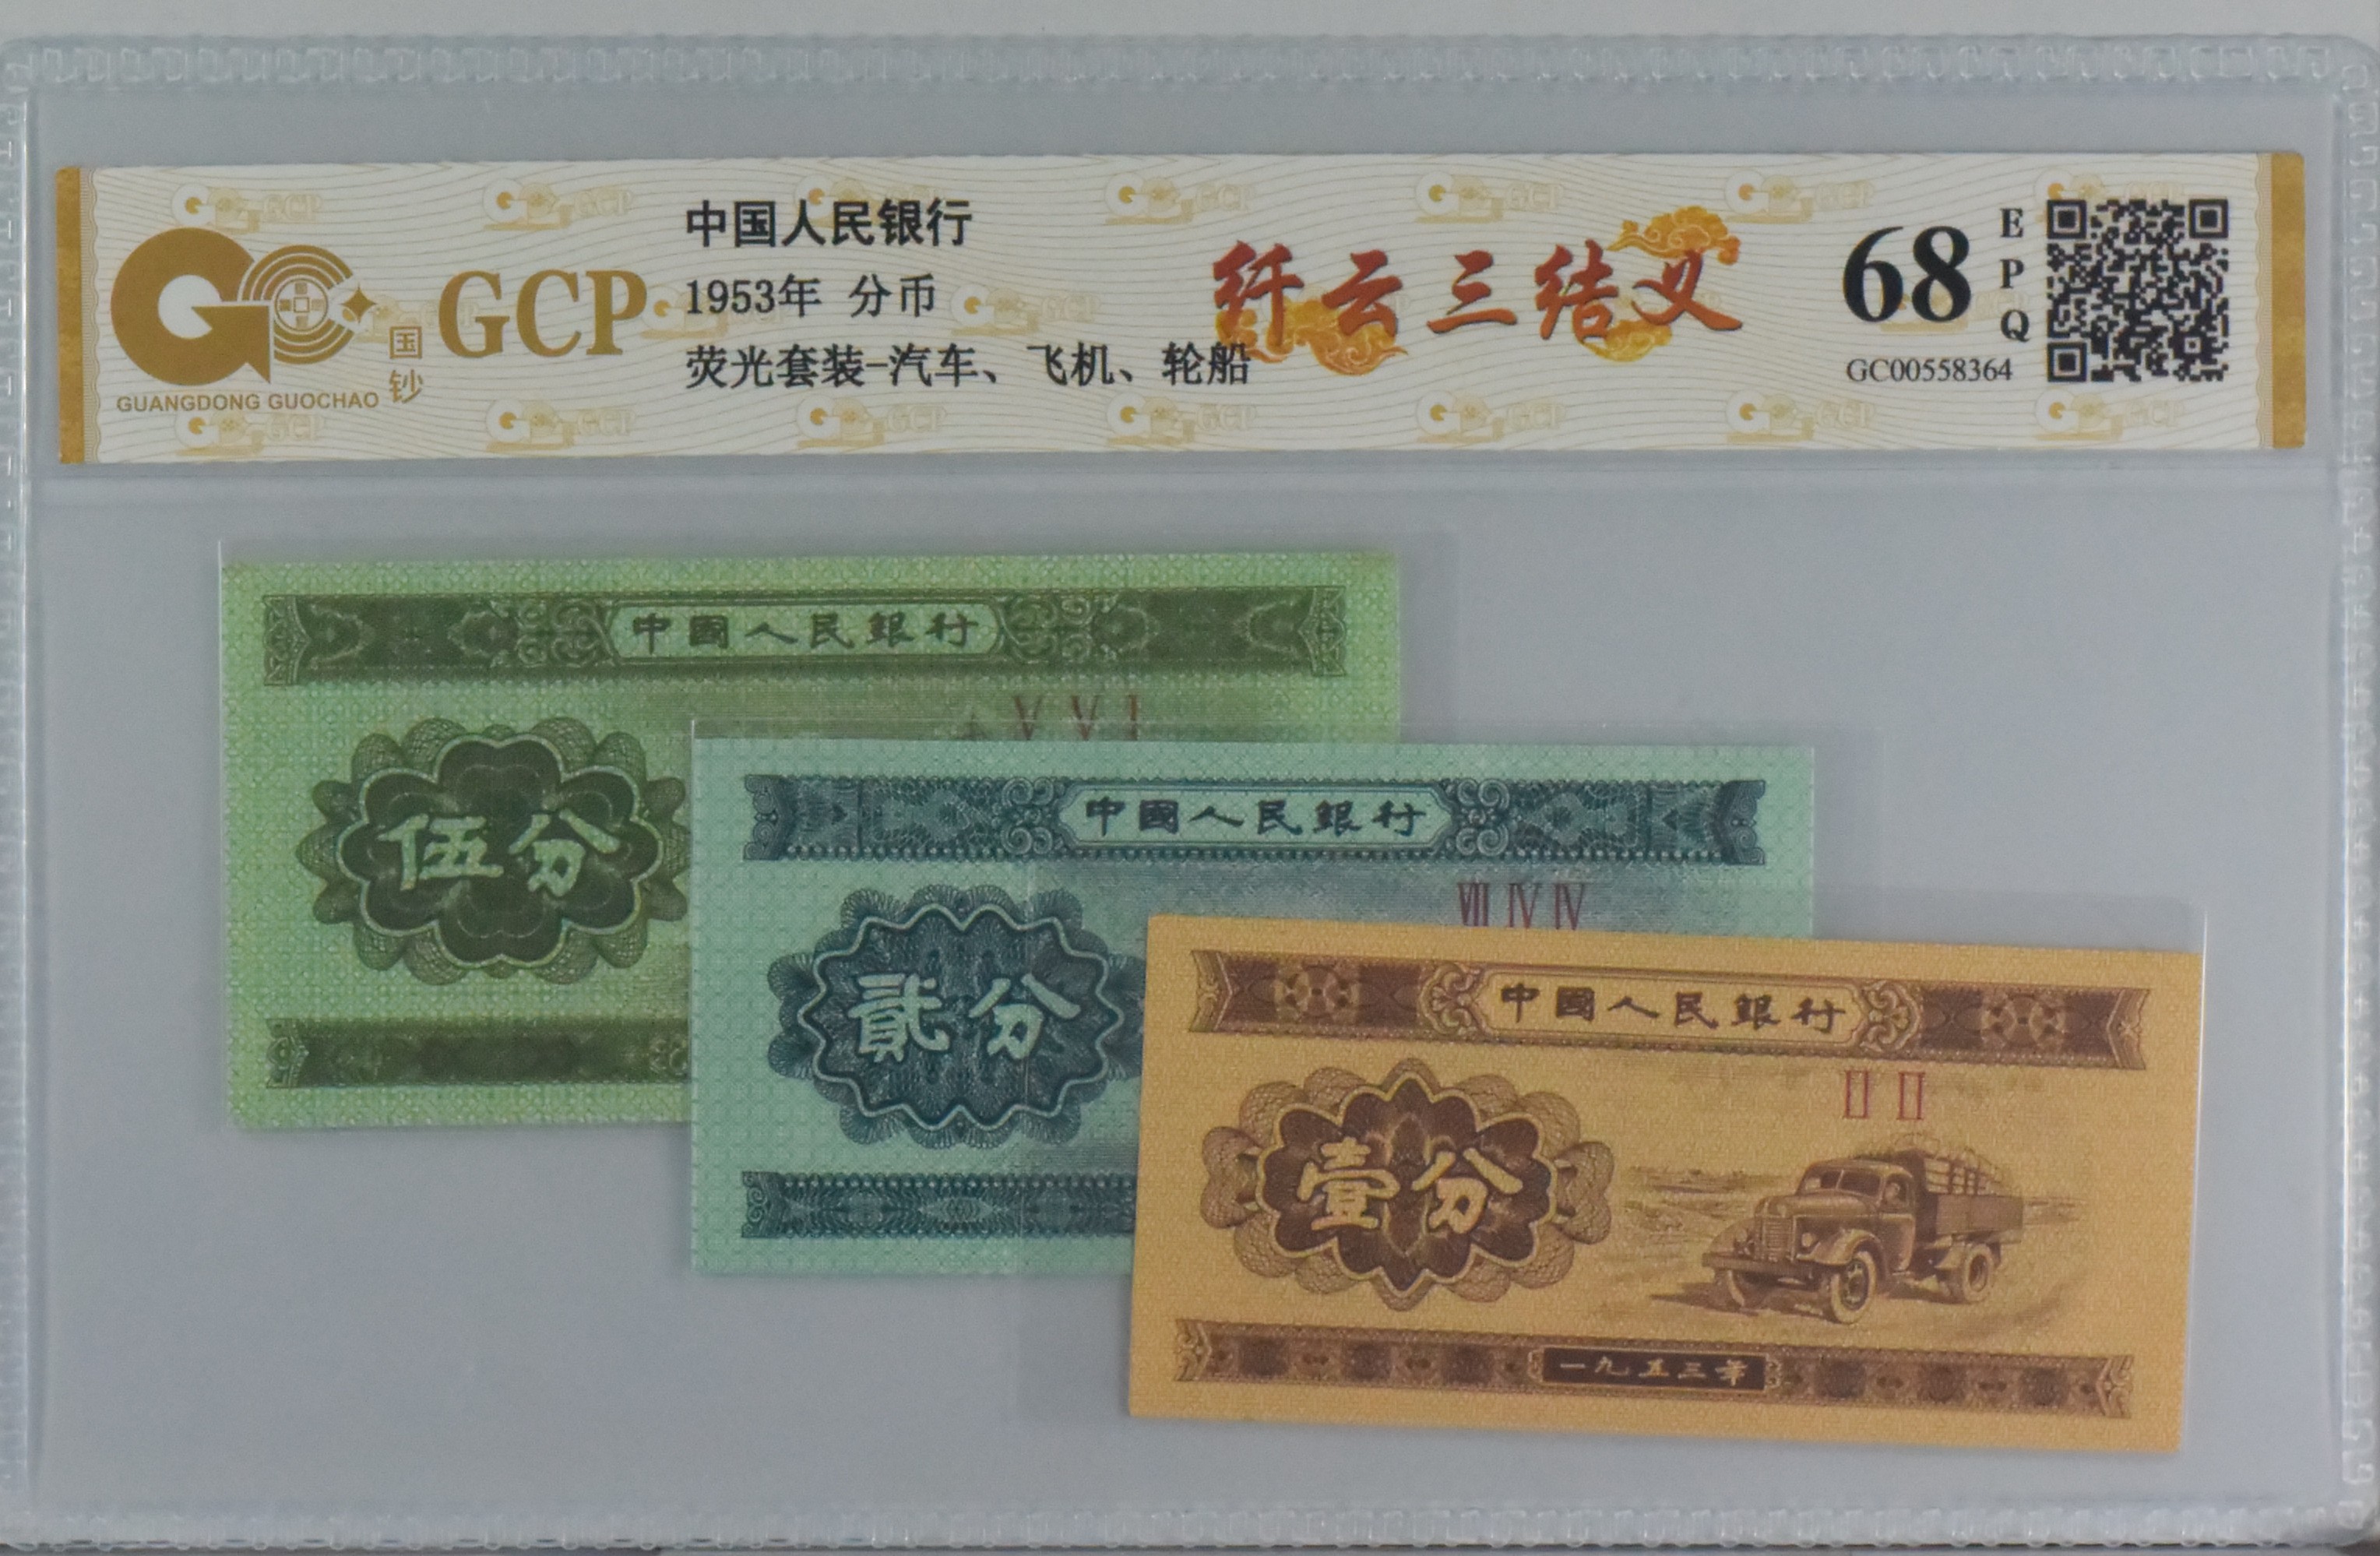 GCP
国钞
GUANGDONG GUOCHAO
中国人民银行
1953年 分币
荧光套装-汽车、飞机、轮船
纤云三结义
68
EPQ
GC00558364
中國人民銀行
V V I
伍分
中國人民銀行
VIII IV IV
貳分
中國人民銀行
II II
壹分
一九五三年